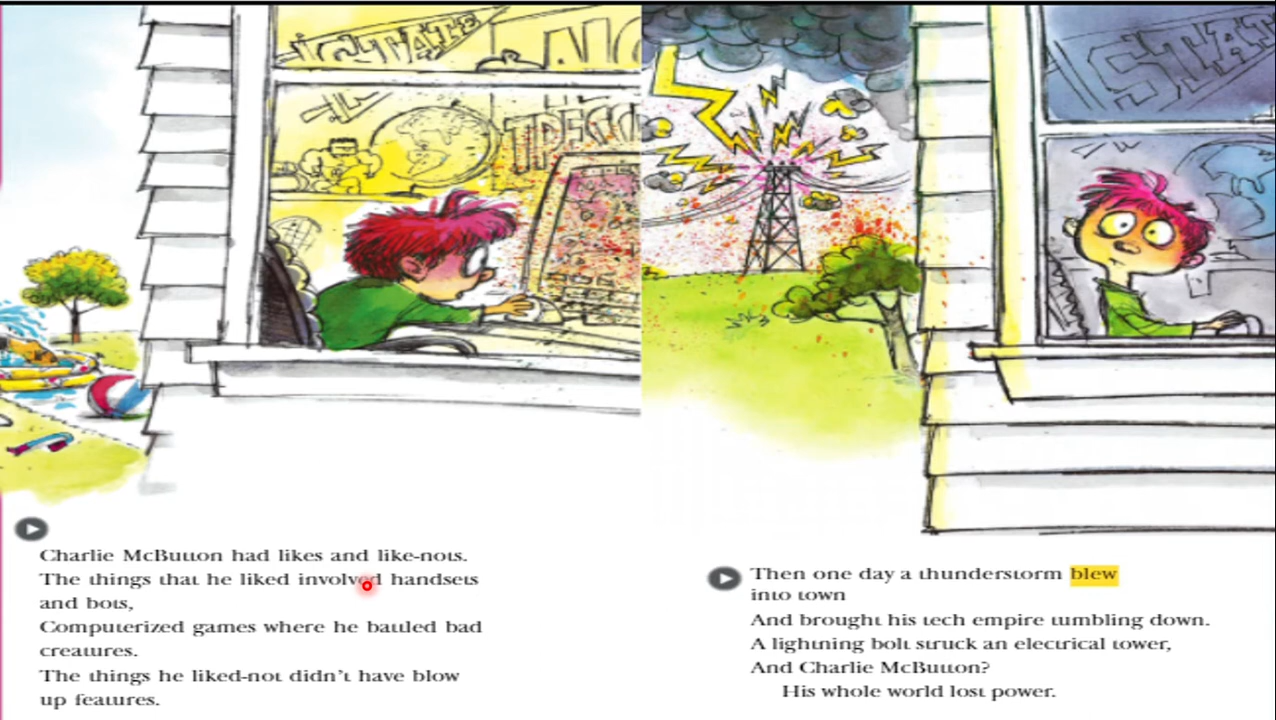 Charlie McButton had likes and like-nots.
The things that he liked involved handsets
and bots,
Computerized games where he battled bad
creatures.
The things he liked-not didn't have blow
up features.
Then one day a thunderstorm blew
into town
And brought his tech empire tumbling down.
A lightning bolt struck an electrical tower,
And Charlie McButton?
His whole world lost power.